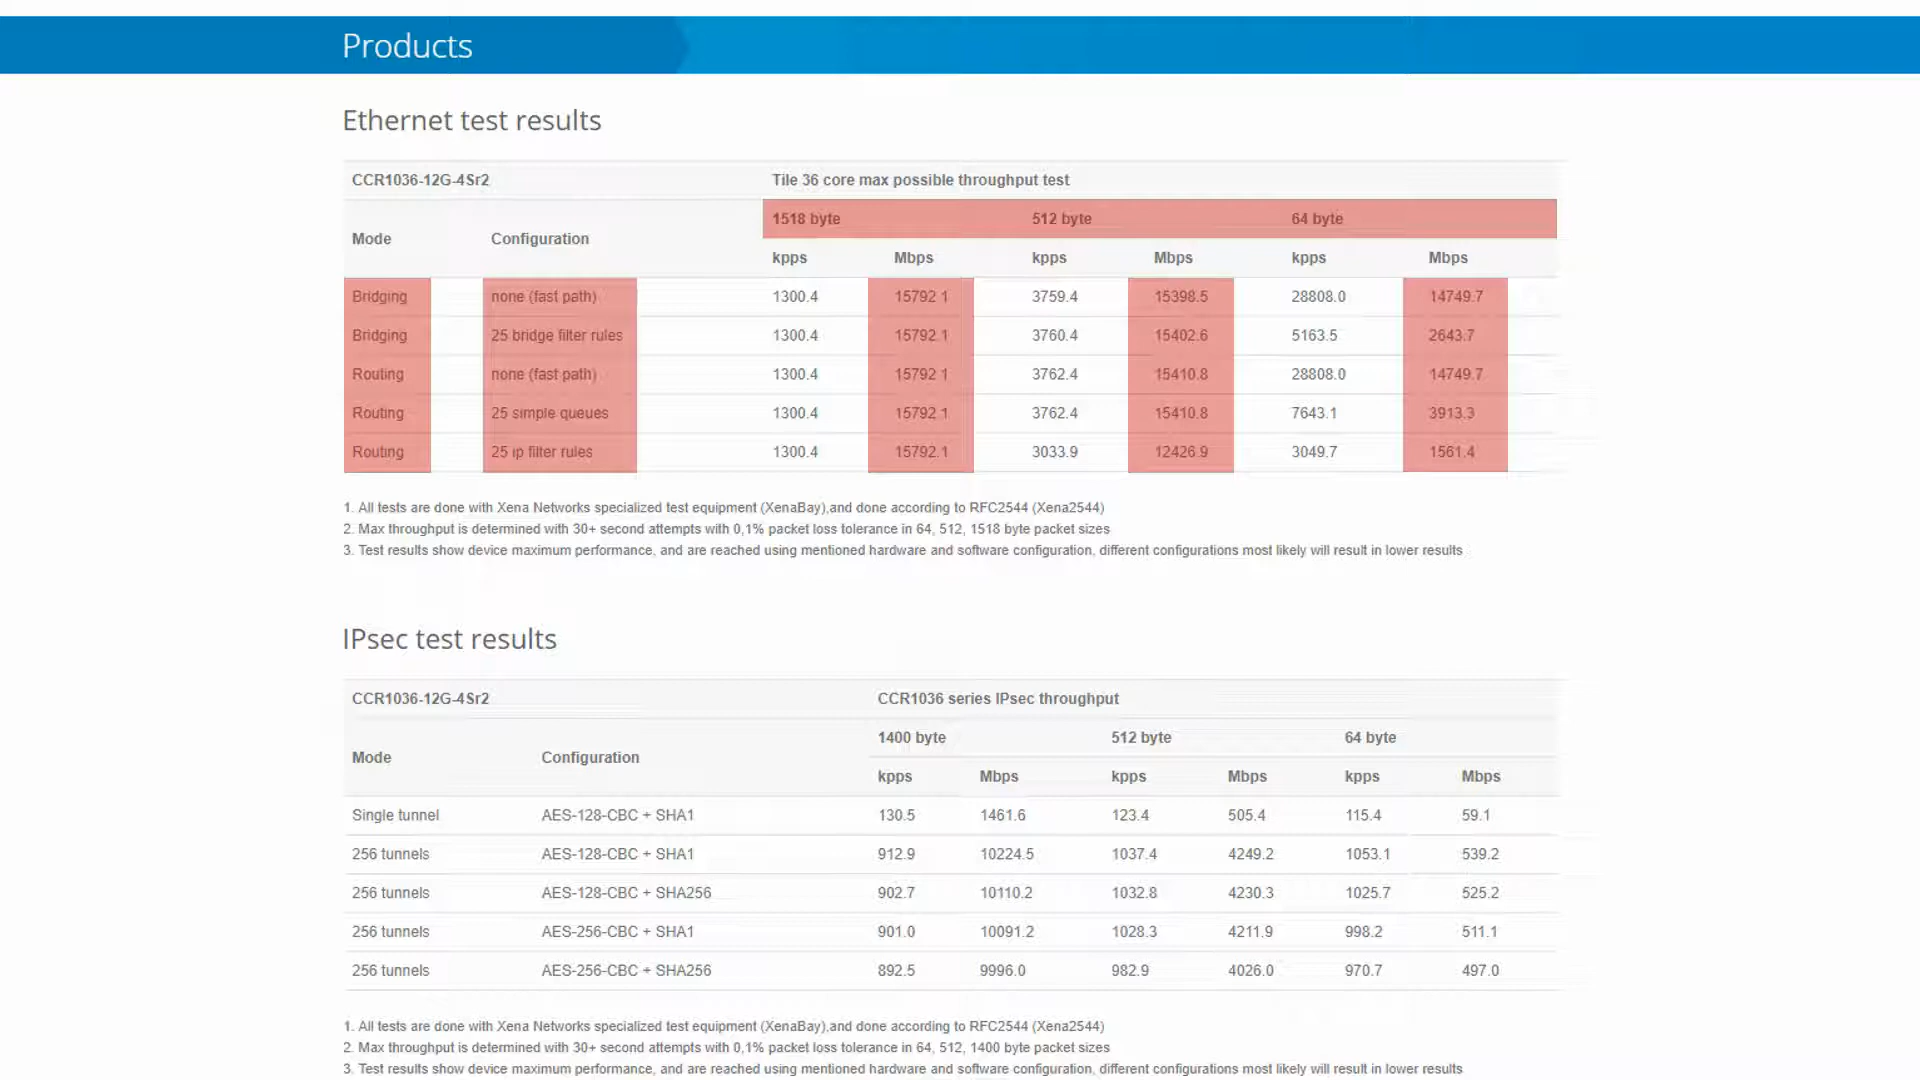 Products
Ethernet test results
CCR1036-12G-4Sr2 Tile 36 core max possible throughput test
Mode Configuration 1518 byte 512 byte 64 byte
kpps Mbps kpps Mbps kpps Mbps
Bridging none (fast path) 1300.4 15792.1 3759.4 15398.5 28808.0 14749.7
Bridging 25 bridge filter rules 1300.4 15792.1 3760.4 15402.6 5163.5 2643.7
Routing none (fast path) 1300.4 15792.1 3762.4 15410.8 28808.0 14749.7
Routing 25 simple queues 1300.4 15792.1 3762.4 15410.8 7643.1 3913.3
Routing 25 ip filter rules 1300.4 15792.1 3033.9 12426.9 3049.7 1561.4
1. All tests are done with Xena Networks specialized test equipment (XenaBay),and done according to RFC2544 (Xena2544)
2. Max throughput is determined with 30+ second attempts with 0,1% packet loss tolerance in 64, 512, 1518 byte packet sizes
3. Test results show device maximum performance, and are reached using mentioned hardware and software configuration, different configurations most likely will result in lower results
IPsec test results
CCR1036-12G-4Sr2 CCR1036 series IPsec throughput
Mode Configuration 1400 byte 512 byte 64 byte
kpps Mbps kpps Mbps kpps Mbps
Single tunnel AES-128-CBC + SHA1 130.5 1461.6 123.4 505.4 115.4 59.1
256 tunnels AES-128-CBC + SHA1 912.9 10224.5 1037.4 4249.2 1053.1 539.2
256 tunnels AES-128-CBC + SHA256 902.7 10110.2 1032.8 4230.3 1025.7 525.2
256 tunnels AES-256-CBC + SHA1 901.0 10091.2 1028.3 4211.9 998.2 511.1
256 tunnels AES-256-CBC + SHA256 892.5 9996.0 982.9 4026.0 970.7 497.0
1. All tests are done with Xena Networks specialized test equipment (XenaBay),and done according to RFC2544 (Xena2544)
2. Max throughput is determined with 30+ second attempts with 0,1% packet loss tolerance in 64, 512, 1400 byte packet sizes
3. Test results show device maximum performance, and are reached using mentioned hardware and software configuration, different configurations most likely will result in lower results